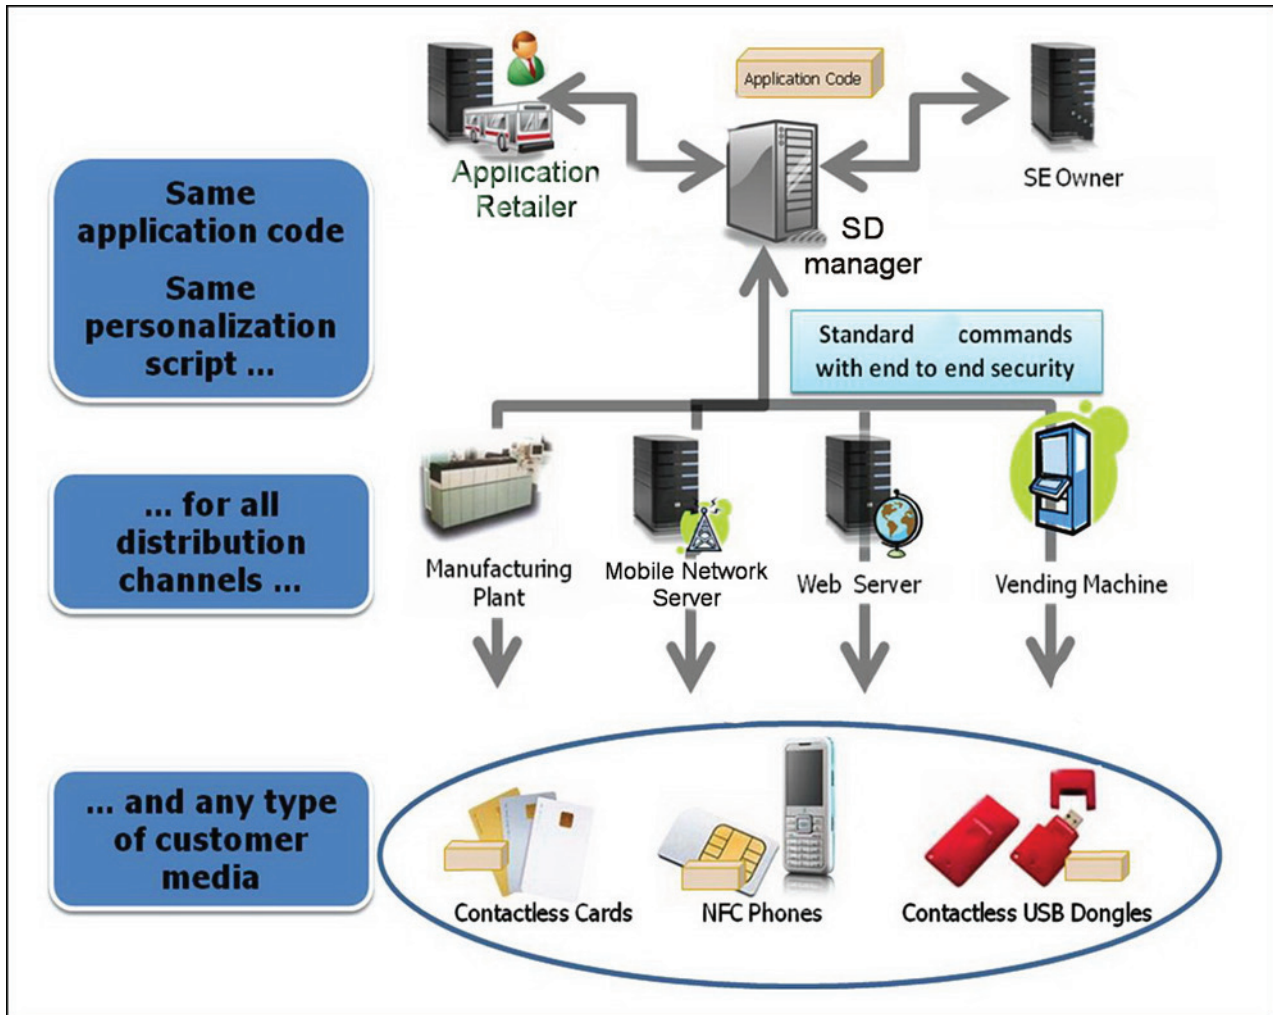 Application Code
Application
Retailer
SE Owner
SD
manager
Same
application code
Same
personalization
script ...
Standard commands
with end to end security
... for all
distribution
channels ...
Manufacturing
Plant
Mobile Network
Server
Web Server
Vending Machine
... and any type
of customer
media
Contactless Cards
NFC Phones
Contactless USB Dongles